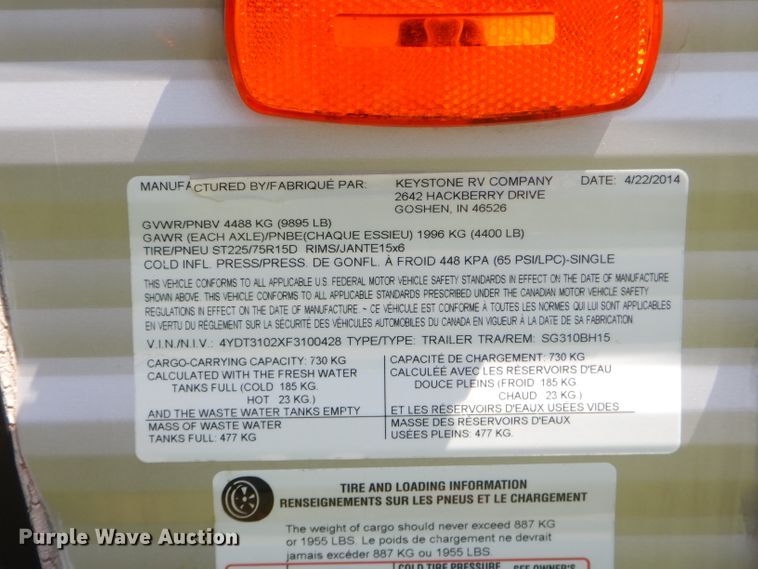 MANUFACTURED BY/FABRIQUÉ PAR: KEYSTONE RV COMPANY DATE: 4/22/2014
2642 HACKBERRY DRIVE
GOSHEN, IN 46526
GVWR/PNBV 4488 KG (9895 LB)
GAWR (EACH AXLE)/PNBE(CHAQUE ESSIEU) 1996 KG (4400 LB)
TIRE/PNEU ST225/75R15D RIMS/JANTE15x6
COLD INFL. PRESS/PRESS. DE GONFL. À FROID 448 KPA (65 PSI/LPC)-SINGLE
THIS VEHICLE CONFORMS TO ALL APPLICABLE U.S. FEDERAL MOTOR VEHICLE SAFETY STANDARDS IN EFFECT ON THE DATE OF MANUFACTURE
SHOWN ABOVE. THIS VEHICLE CONFORMS TO ALL APPLICABLE STANDARDS PRESCRIBED UNDER THE CANADIAN MOTOR VEHICLE SAFETY
REGULATIONS IN EFFECT ON THE DATE OF MANUFACTURE. ~ CE VÉHICULE EST CONFORME À TOUTES LES NORMES QUI LUI SONT APPLICABLES
EN VERTU DU RÉGLEMENT SUR LA SÉCURITÉ DES VÉHICULES AUTOMOBILES DU CANADA EN VIGUEUR À LA DATE DE SA FABRICATION.
V.I.N./N.I.V.: 4YDT3102XF3100428 TYPE/TYPE: TRAILER TRA/REM: SG310BH15
CARGO-CARRYING CAPACITY: 730 KG
CALCULATED WITH THE FRESH WATER
TANKS FULL (COLD 185 KG.
HOT 23 KG.)
AND THE WASTE WATER TANKS EMPTY
MASS OF WASTE WATER
TANKS FULL: 477 KG
CAPACITÉ DE CHARGEMENT: 730 KG
CALCULÉE AVEC LES RÉSERVOIRS D'EAU
DOUCE PLEINS (FROID 185 KG
CHAUD 23 KG)
ET LES RÉSERVOIRS D'EAUX USÉES VIDES
MASSE DES RÉSERVOIRS D'EAUX
USÉES PLEINS: 477 KG.
TIRE AND LOADING INFORMATION
RENSEIGNEMENTS SUR LES PNEUS ET LE CHARGEMENT
The weight of cargo should never exceed 887 KG
or 1955 LBS. Le poids de chargement ne devrait
jamais excéder 887 KG ou 1955 LBS.
COLD TIRE PRESSURE SEE OWNER'S
Purple Wave Auction